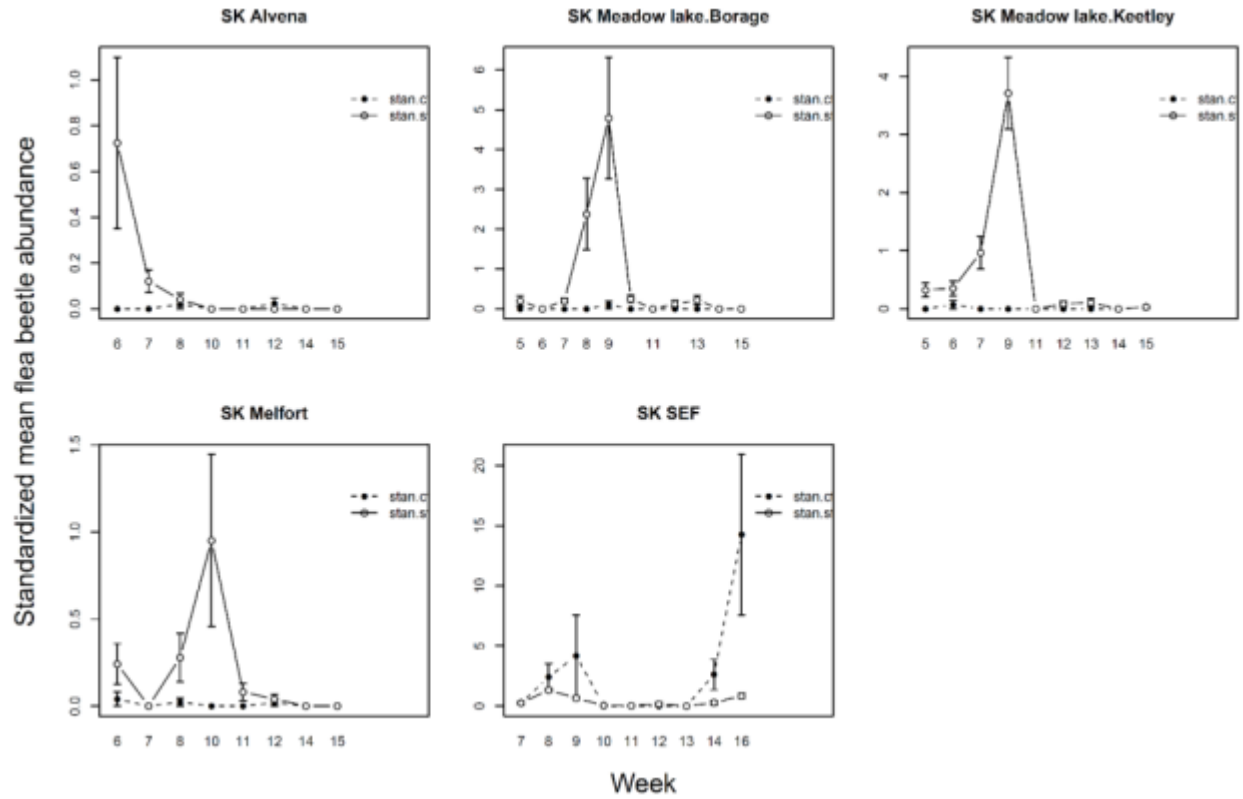 SK Alvena
SK Meadow lake.Borage
SK Meadow lake.Keetley
Standardized mean flea beetle abundance
1.0
0.8
0.6
0.4
0.2
0.0
stan.c
stan.s
6 7 8 10 11 12 14 15
6
5
4
3
2
1
0
stan.c
stan.s
5 6 7 8 9 11 13 15
4
3
2
1
0
stan.c
stan.s
5 6 7 9 11 12 13 14 15
SK Melfort
SK SEF
1.5
1.0
0.5
0.0
stan.c
stan.s
6 7 8 10 11 12 14 15
20
15
10
5
0
stan.c
stan.s
7 8 9 10 11 12 13 14 16
Week